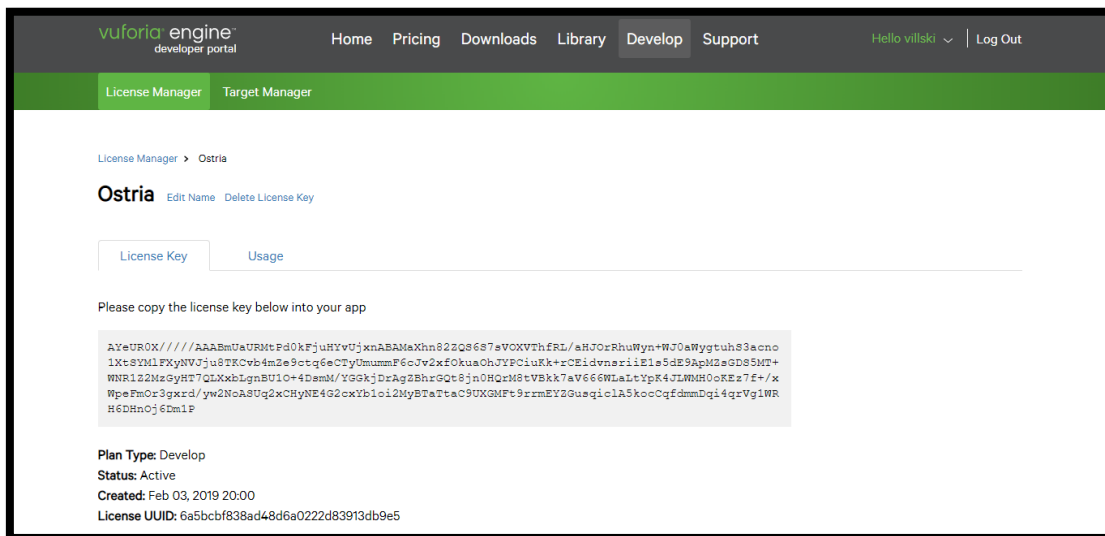 vuforia® engine™
developer portal
Home Pricing Downloads Library Develop Support
Hello villski Log Out
License Manager Target Manager
License Manager > Ostria
Ostria Edit Name Delete License Key
License Key Usage
Please copy the license key below into your app
AYeUR0X/////AAABmUaURMtPd0kFjuHYvUjxnABAMaXhn82ZQS6S7sVOXVThfRL/aHJOrRhuWyn+WJ0aWygtuhS3acno
1XtSYMlFXyNVJju8TKCvb4mZe9ctq6eCTyUmummF6cJv2xfOkuaOhJYPCiuKk+rCEidvnsriiE1s5dE9ApMZsGDS5MT+
WNR1Z2MzGyHT7QLXxbLgnBU1O+4DsmM/YGGkjDrAgZBhrGQt8jn0HQrM8tVBkk7aV666WLaLtYpK4JLWMH0oKEz7f+/x
WpeFmOr3gxrd/yw2NoASUq2xCHyNE4G2cxYb1oi2MyBTaTtaC9UXGMFt9rrmEYZGusqiclA5kocCqfdmmDqi4qrVg1WR
H6DHnOj6Dm1P
Plan Type: Develop
Status: Active
Created: Feb 03, 2019 20:00
License UUID: 6a5bcbf838ad48d6a0222d83913db9e5